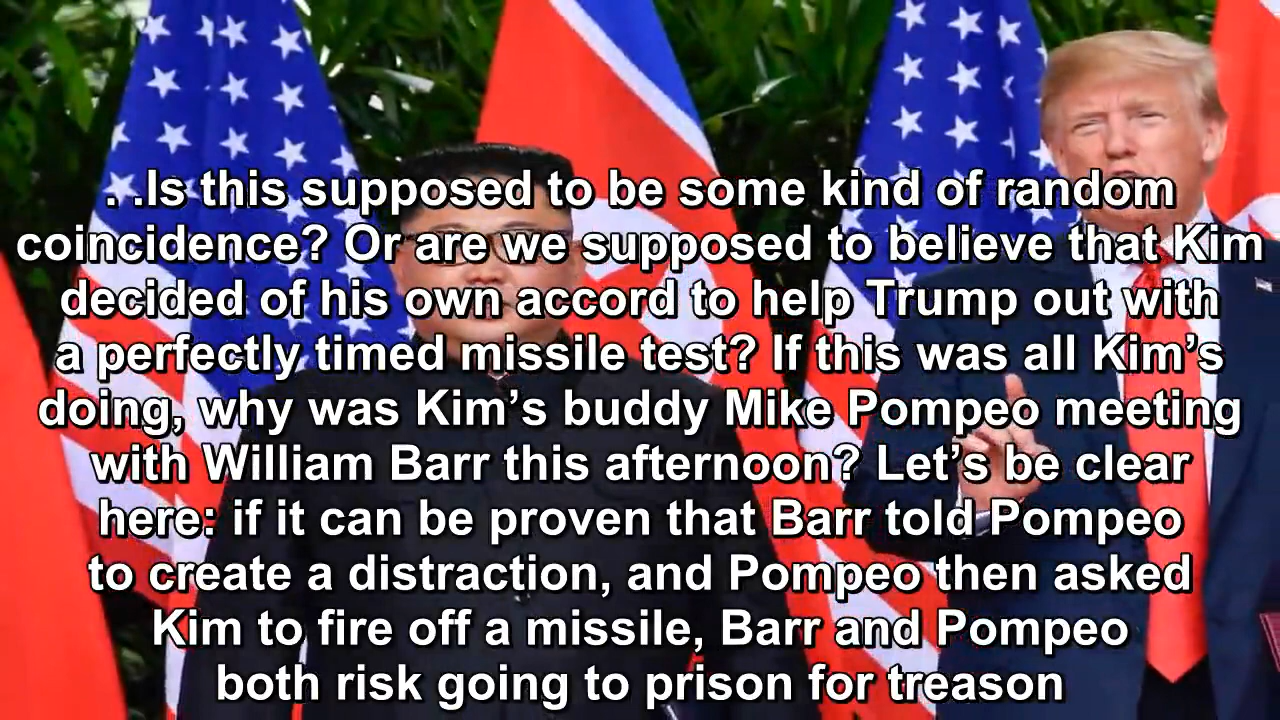 . .Is this supposed to be some kind of random
coincidence? Or are we supposed to believe that Kim
decided of his own accord to help Trump out with
a perfectly timed missile test? If this was all Kim’s
doing, why was Kim’s buddy Mike Pompeo meeting
with William Barr this afternoon? Let’s be clear
here: if it can be proven that Barr told Pompeo
to create a distraction, and Pompeo then asked
Kim to fire off a missile, Barr and Pompeo
both risk going to prison for treason